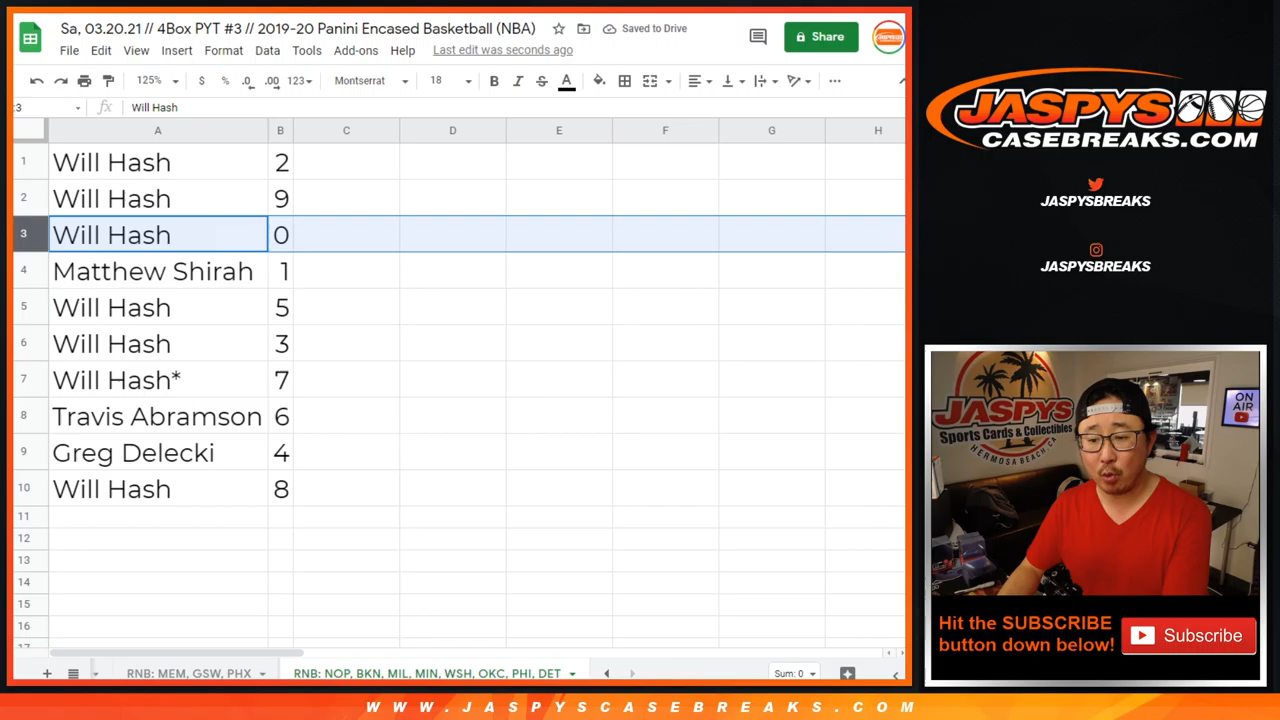 Sa, 03.20.21 // 4Box PYT #3 // 2019-20 Panini Encased Basketball (NBA)
Saved to Drive
Share
File Edit View Insert Format Data Tools Add-ons Help Last edit was seconds ago
125% $ % .0 .00 123 Montserrat 18 B I S A
:3 fx Will Hash
A B C D E F G H
1 Will Hash 2
2 Will Hash 9
3 Will Hash 0
4 Matthew Shirah 1
5 Will Hash 5
6 Will Hash 3
7 Will Hash* 7
8 Travis Abramson 6
9 Greg Delecki 4
10 Will Hash 8
11
12
13
14
15
16
17
RNB: MEM, GSW, PHX
RNB: NOP, BKN, MIL, MIN, WSH, OKC, PHI, DET
Sum: 0
JASPYS
CASEBREAKS.COM
JASPYSBREAKS
JASPYSBREAKS
JASPYS
Sports Cards & Collectibles
HERMOSA BEACH, CA
ON
AIR
Hit the SUBSCRIBE
button down below!
Subscribe
WWW.JASPYSCASEBREAKS.COM